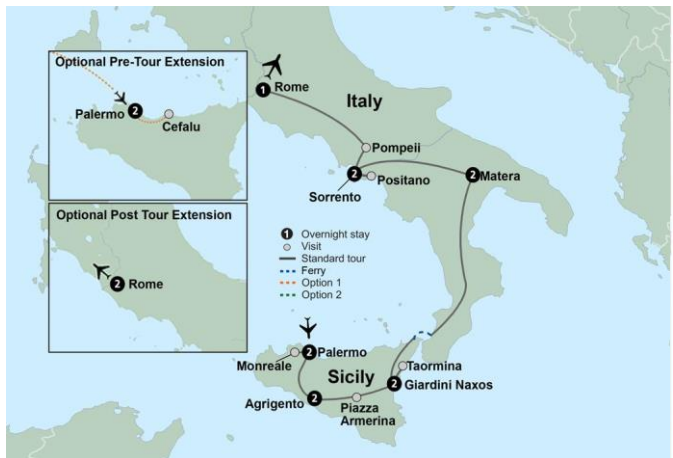 Optional Pre-Tour Extension
Palermo 2
Cefalu
Optional Post Tour Extension
2 Rome
1 Rome
Italy
Pompeii
2
Sorrento
Positano
2 Matera
1 Overnight stay
Visit
Standard tour
Ferry
Option 1
Option 2
2 Palermo
Monreale
Sicily
Taormina
2 Giardini Naxos
Agrigento 2
Piazza
Armerina